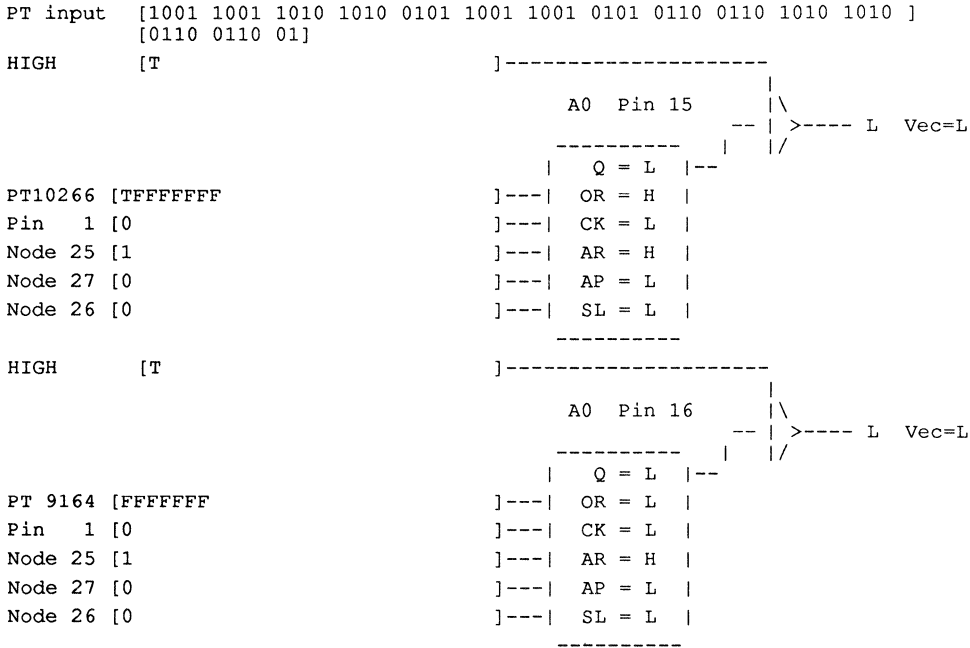 PT input [1001 1001 1010 1010 0101 1001 1001 0101 0110 0110 1010 1010 ]
[0110 0110 01]
HIGH [T ]---------------------
|
A0 Pin 15 |\
-- | >---- L Vec=L
---------- | |/
| Q = L |--
PT10266 [TFFFFFFF ]---| OR = H |
Pin 1 [0 ]---| CK = L |
Node 25 [1 ]---| AR = H |
Node 27 [0 ]---| AP = L |
Node 26 [0 ]---| SL = L |
----------
HIGH [T ]---------------------
|
A0 Pin 16 |\
-- | >---- L Vec=L
---------- | |/
| Q = L |--
PT 9164 [FFFFFFF ]---| OR = L |
Pin 1 [0 ]---| CK = L |
Node 25 [1 ]---| AR = H |
Node 27 [0 ]---| AP = L |
Node 26 [0 ]---| SL = L |
----------